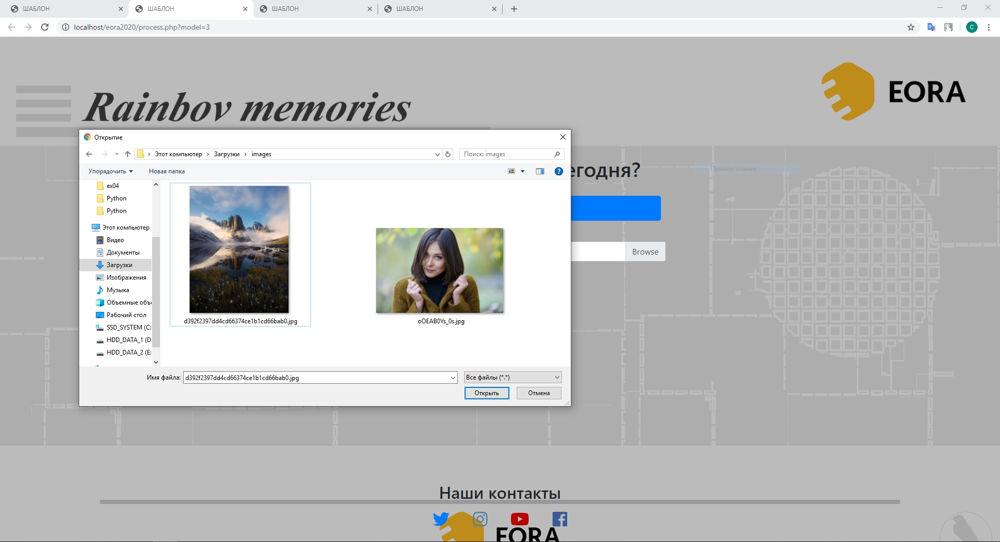 ШАБЛОН
ШАБЛОН
ШАБЛОН
ШАБЛОН
localhost/eora2020/process.php?model=3
C
Rainbov memories
EORA
Открытие
Этот компьютер > Загрузки > images
Поиск: images
Упорядочить
Новая папка
ex04
Python
Python
Этот компьютер
Видео
Документы
Загрузки
Изображения
Музыка
Объемные объ
Рабочий стол
SSD_SYSTEM (C:
HDD_DATA_1 (D:
HDD_DATA_2 (E:
d392f2397dd4cd66374ce1b1cd66bab0.jpg
oOEAB0Ys_0s.jpg
Имя файла:
d392f2397dd4cd66374ce1b1cd66bab0.jpg
Все файлы (*.*)
Открыть
Отмена
егодня?
Прямоугольник
Browse
Наши контакты
EORA